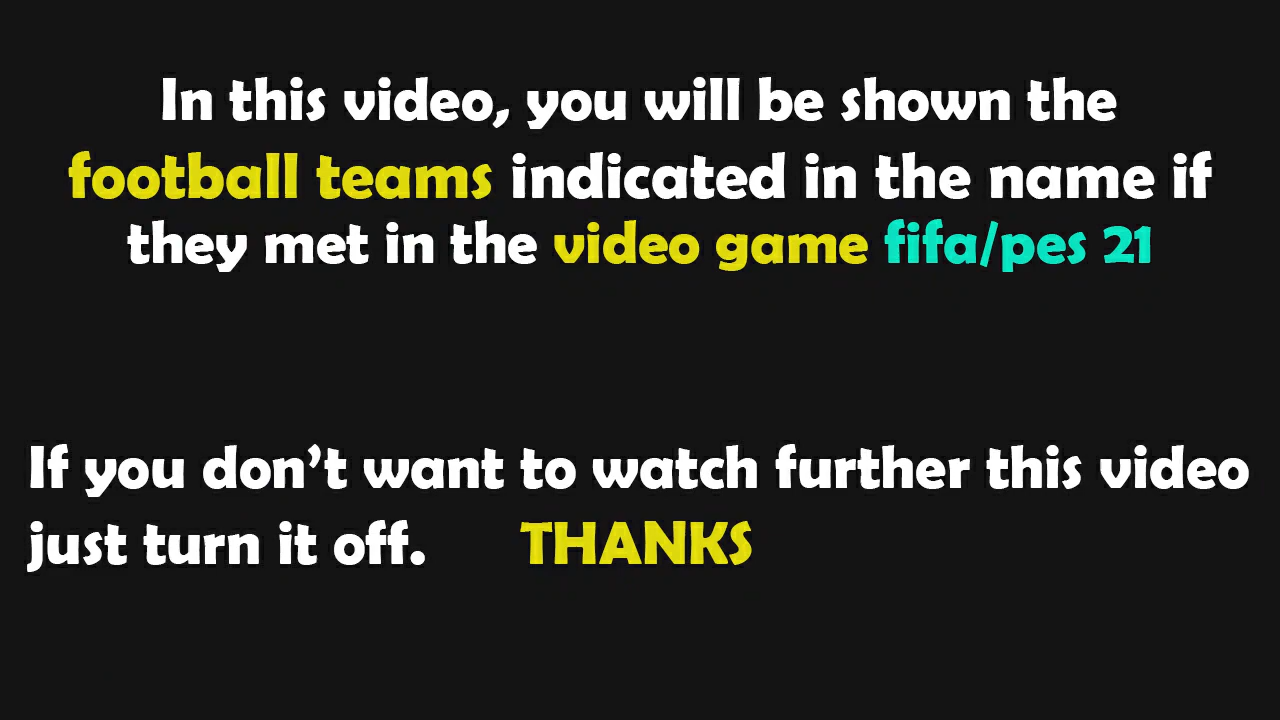 In this video, you will be shown the
football teams indicated in the name if
they met in the video game fifa/pes 21
If you don’t want to watch further this video
just turn it off. THANKS